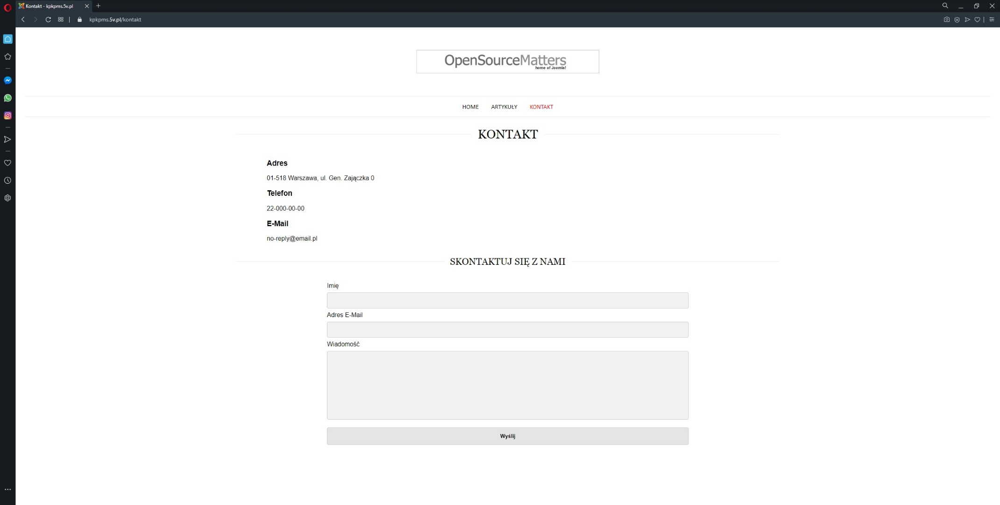 Kontakt - kpkpms.5v.pl
kpkpms.5v.pl/kontakt
OpenSourceMatters
home of Joomla!
HOME ARTYKUŁY KONTAKT
KONTAKT
Adres
01-518 Warszawa, ul. Gen. Zajączka 0
Telefon
22-000-00-00
E-Mail
no-reply@email.pl
SKONTAKTUJ SIĘ Z NAMI
Imię
Adres E-Mail
Wiadomość
Wyślij